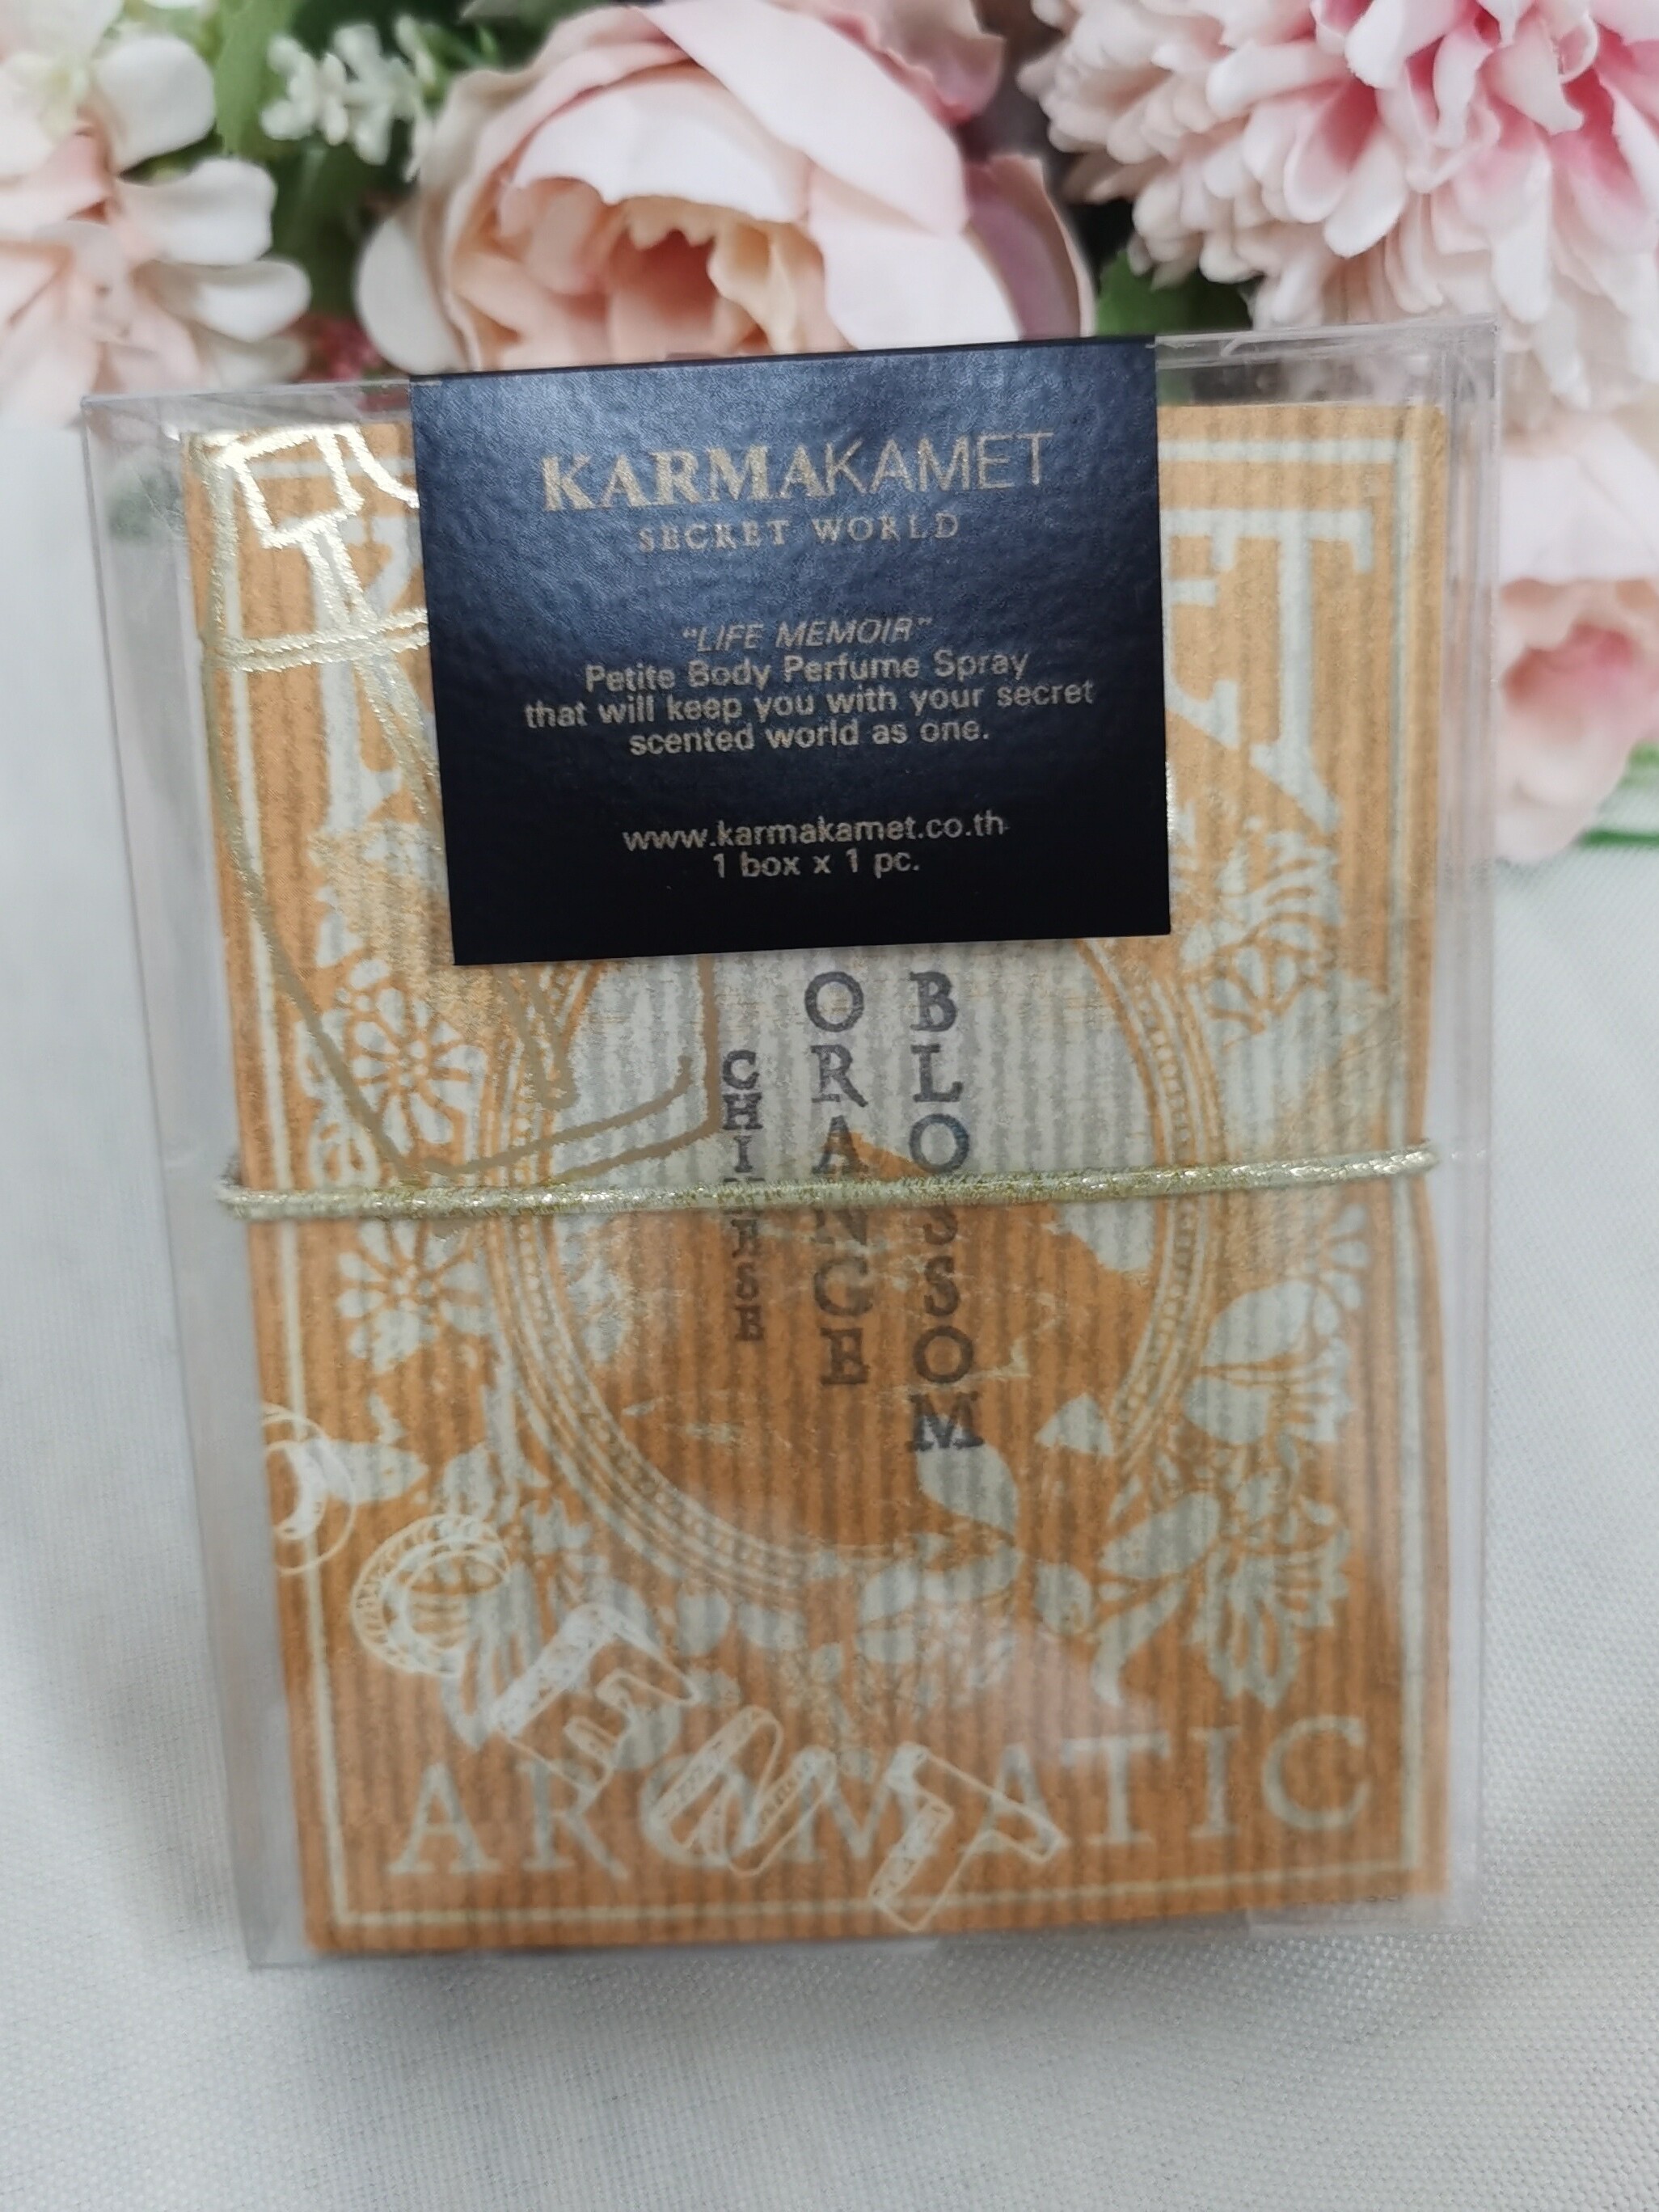 KARMAKAMET
SECRET WORLD
"LIFE MEMOIR"
Petite Body Perfume Spray
that will keep you with your secret
scented world as one.
www.karmakamet.co.th
1 box x 1 pc.
CHINESE
ORANGE
BLOSSOM
AROMATIC